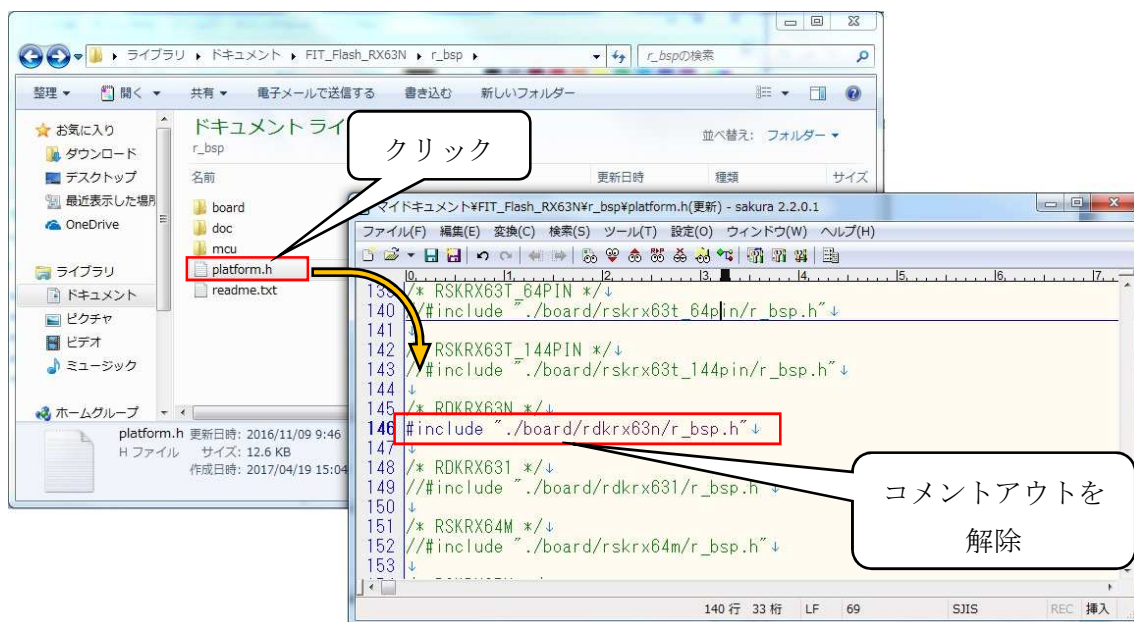 ライブラリ ▸ ドキュメント ▸ FIT_Flash_RX63N ▸ r_bsp ▸
r_bspの検索
整理 ▼ 開く ▼ 共有 ▼ 電子メールで送信する 書き込む 新しいフォルダー
お気に入り
ダウンロード
デスクトップ
最近表示した場所
OneDrive
ライブラリ
ドキュメント
ピクチャ
ビデオ
ミュージック
ホームグループ
ドキュメント ライ
r_bsp
並べ替え: フォルダー ▼
名前 更新日時 種類 サイズ
board
doc
mcu
platform.h
readme.txt
クリック
platform.h 更新日時: 2016/11/09 9:46
H ファイル サイズ: 12.6 KB
作成日時: 2017/04/19 15:04
マイドキュメント¥FIT_Flash_RX63N¥r_bsp¥platform.h(更新) - sakura 2.2.0.1
ファイル(F) 編集(E) 変換(C) 検索(S) ツール(T) 設定(O) ウィンドウ(W) ヘルプ(H)
0 1 2 3 4 5 6 7
139 /* RSKRX63T_64PIN */↓
140 //#include "./board/rskrx63t_64pin/r_bsp.h"↓
141 ↓
142 /* RSKRX63T_144PIN */↓
143 //#include "./board/rskrx63t_144pin/r_bsp.h"↓
144 ↓
145 /* RDKRX63N */↓
146 #include "./board/rdkrx63n/r_bsp.h"↓
147 ↓
148 /* RDKRX631 */↓
149 //#include "./board/rdkrx631/r_bsp.h"↓
150 ↓
151 /* RSKRX64M */↓
152 //#include "./board/rskrx64m/r_bsp.h"↓
153 ↓
コメントアウトを
解除
140 行 33 桁 LF 69 SJIS REC 挿入